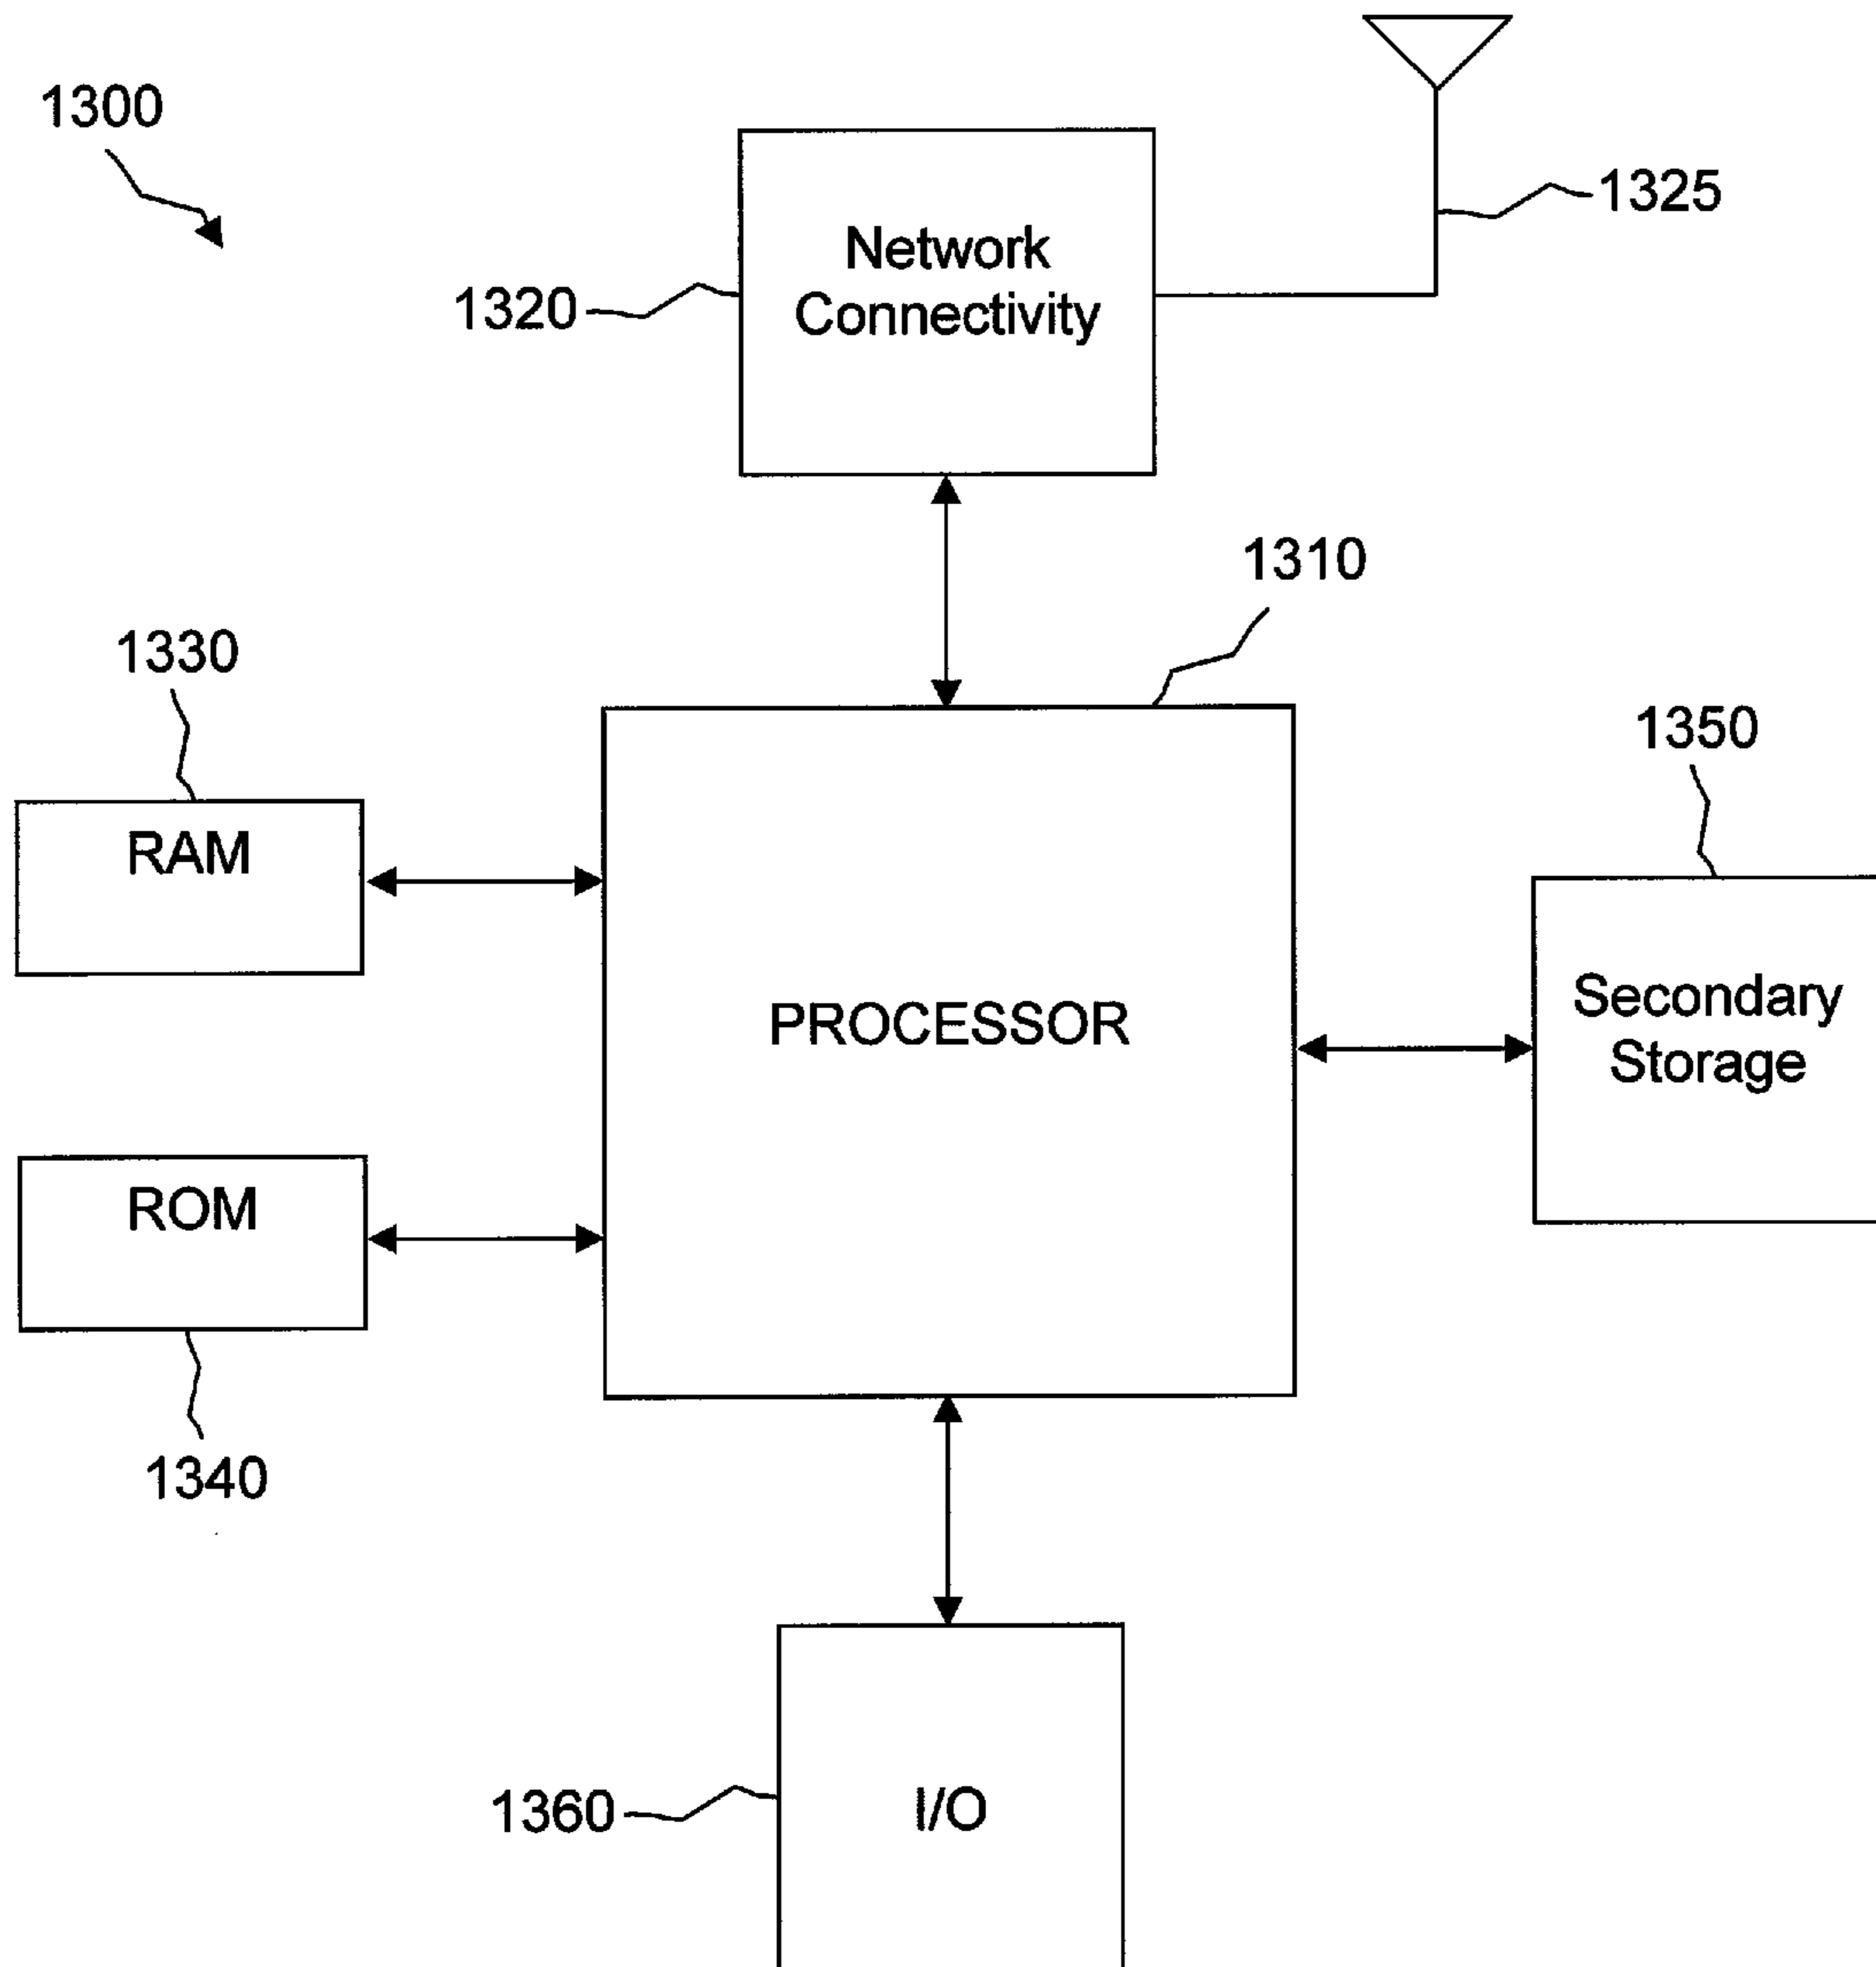 1300
1325
Network
Connectivity
1320
1310
1330
1350
RAM
Secondary
Storage
PROCESSOR
ROM
1340
1360
I/O